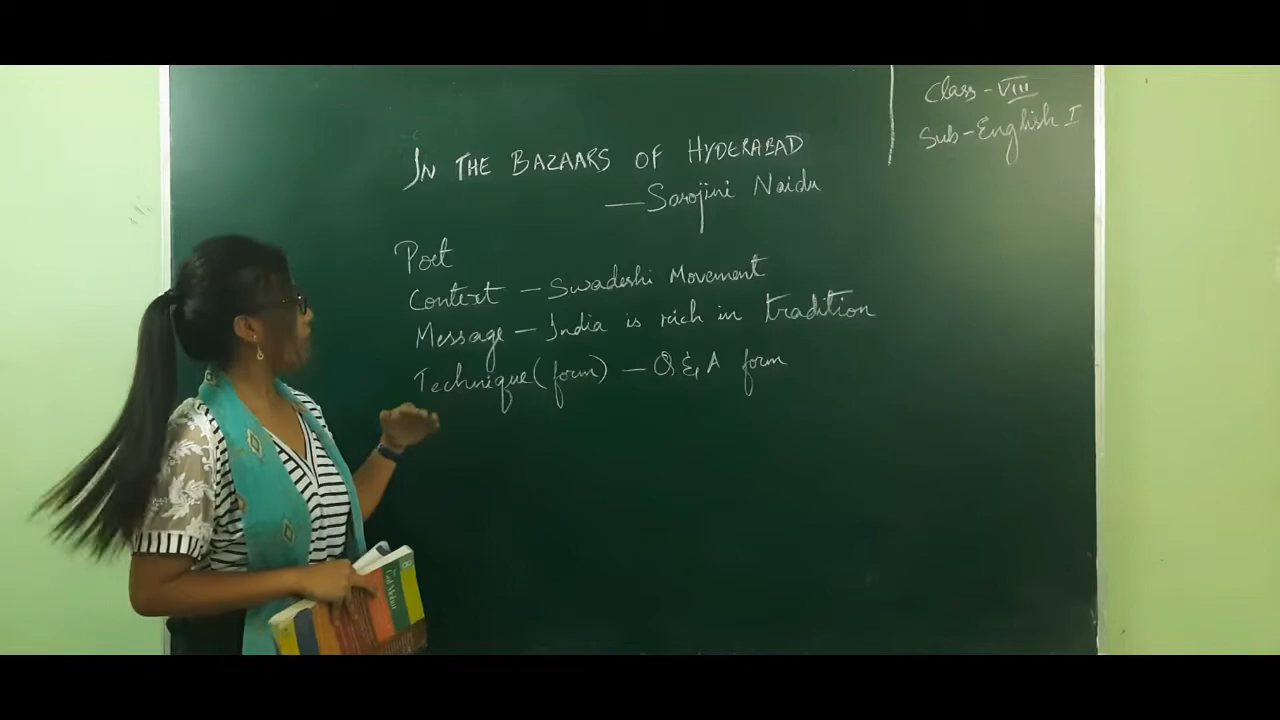 Class - VIII
Sub - English I
IN THE BAZAARS OF HYDERABAD
— Sarojini Naidu
Poet
Context — Swadeshi Movement
Message — India is rich in tradition
Technique (form) — Q & A form
8